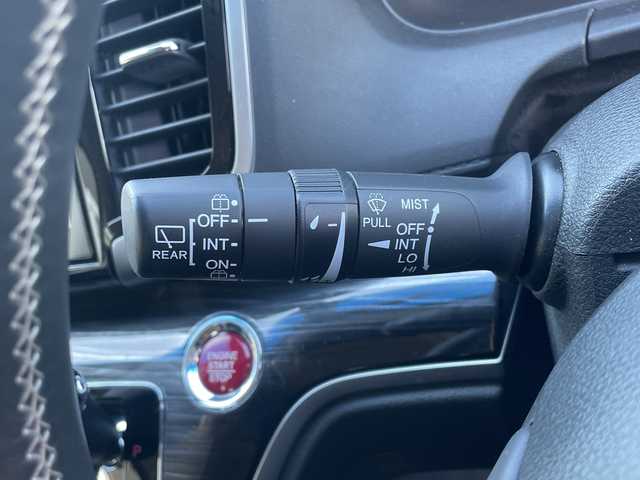 OFF
INT
REAR
ON
PULL
MIST
OFF
INT
LO
HI
ENGINE
START
STOP
P